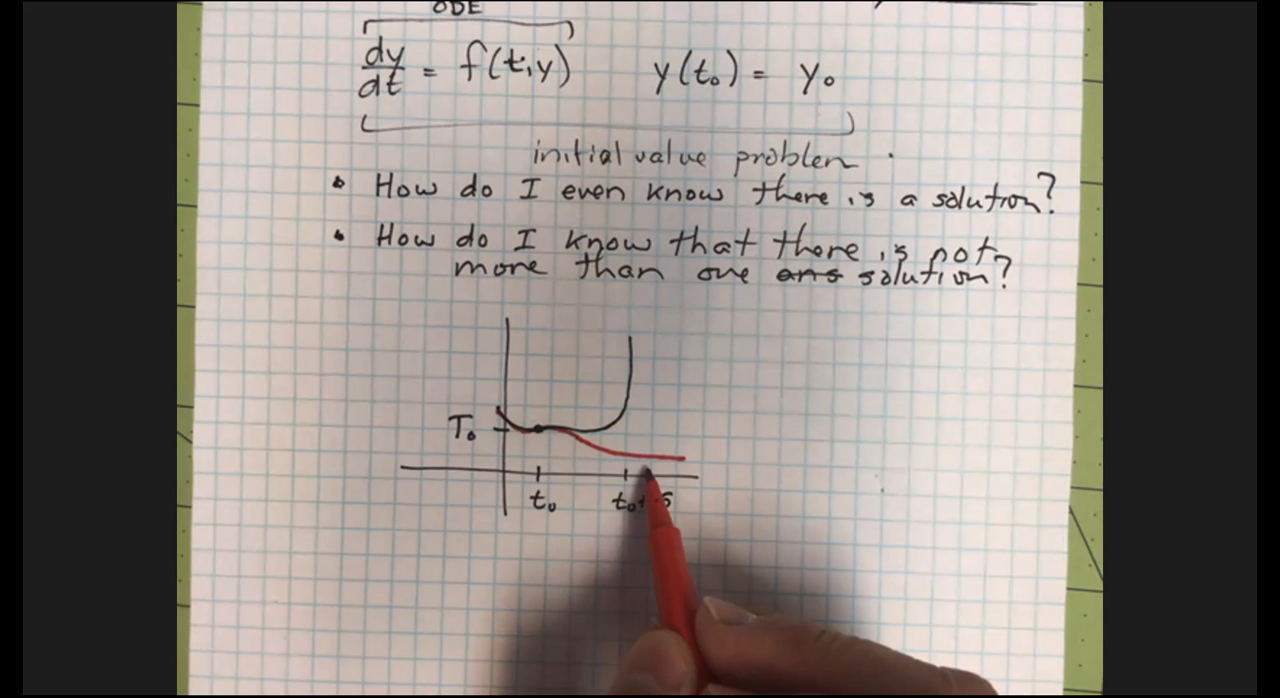 ODE
dy/dt = f(t,y) y(t₀) = y₀
initial value problem .
• How do I even know there is a solution?
• How do I know that there is not
more than one ans solution?
T₀
t₀ t₀+